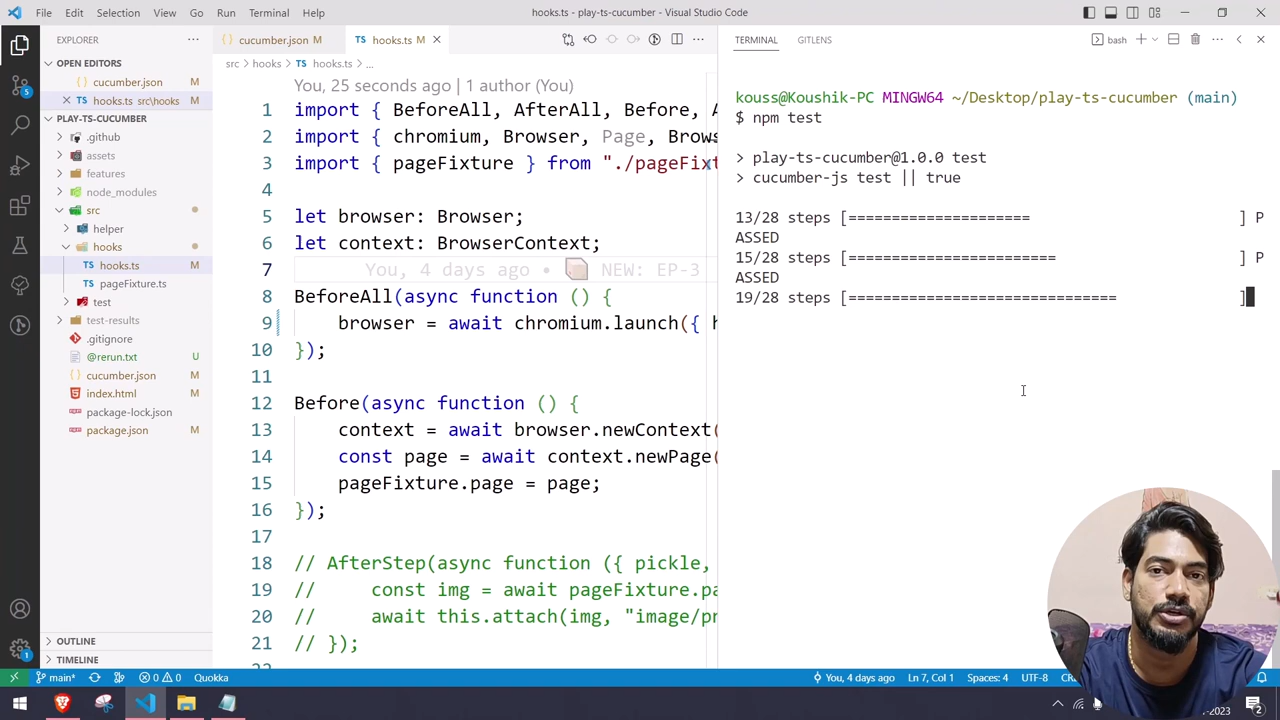 File Edit Selection View Go Run Terminal Help
hooks.ts - play-ts-cucumber - Visual Studio Code
EXPLORER
OPEN EDITORS
cucumber.json M
hooks.ts src\hooks M
PLAY-TS-CUCUMBER
.github
assets
features
node_modules
src
helper
hooks
hooks.ts M
pageFixture.ts
test
test-results
.gitignore
@rerun.txt U
cucumber.json M
index.html M
package-lock.json
package.json M
OUTLINE
TIMELINE
cucumber.json M
hooks.ts M
src > hooks > hooks.ts > ...
You, 25 seconds ago | 1 author (You)
1 import { BeforeAll, AfterAll, Before, A
2 import { chromium, Browser, Page, Brows
3 import { pageFixture } from "./pageFixt
4
5 let browser: Browser;
6 let context: BrowserContext;
7 You, 4 days ago • NEW: EP-3
8 BeforeAll(async function () {
9 browser = await chromium.launch({ h
10 });
11
12 Before(async function () {
13 context = await browser.newContext(
14 const page = await context.newPage(
15 pageFixture.page = page;
16 });
17
18 // AfterStep(async function ({ pickle,
19 // const img = await pageFixture.pa
20 // await this.attach(img, "image/pn
21 // });
TERMINAL GITLENS
bash
kouss@Koushik-PC MINGW64 ~/Desktop/play-ts-cucumber (main)
$ npm test
> play-ts-cucumber@1.0.0 test
> cucumber-js test || true
13/28 steps [===================== ] P
ASSED
15/28 steps [======================== ] P
ASSED
19/28 steps [=============================== ]
main* 0 0 Quokka
You, 4 days ago Ln 7, Col 1 Spaces: 4 UTF-8
5
1
-2023
2